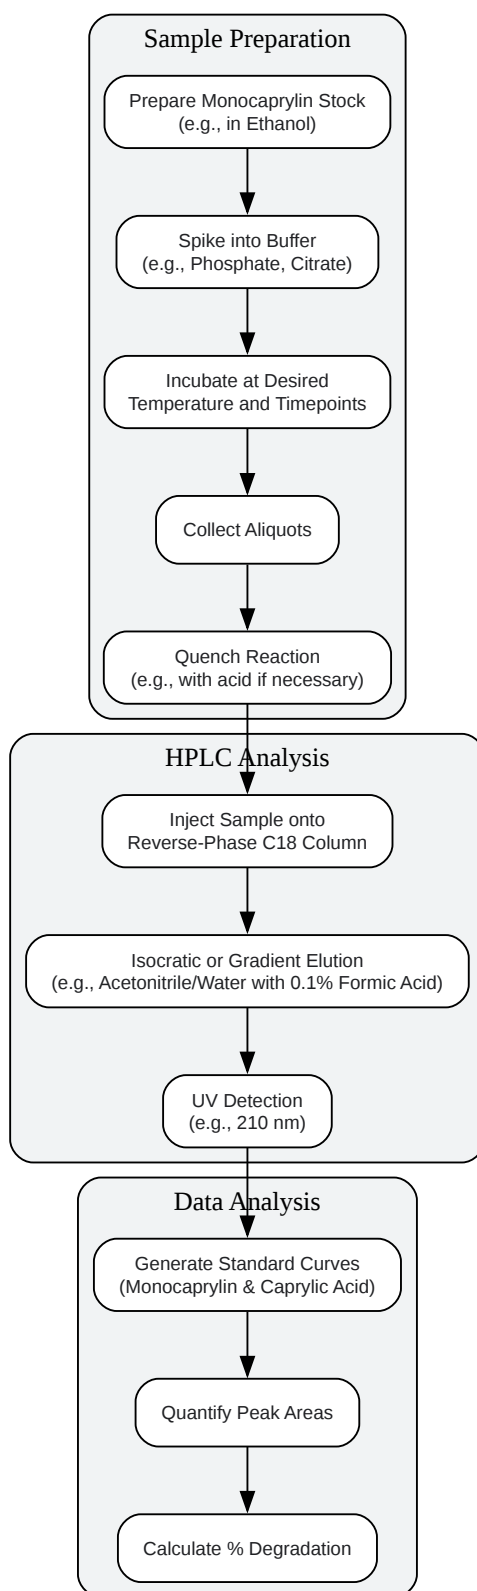 Sample Preparation
Prepare Monocaprylin Stock
(e.g., in Ethanol)
Spike into Buffer
(e.g., Phosphate, Citrate)
Incubate at Desired
Temperature and Timepoints
Collect Aliquots
Quench Reaction
(e.g., with acid if necessary)
HPLC Analysis
Inject Sample onto
Reverse-Phase C18 Column
Isocratic or Gradient Elution
(e.g., Acetonitrile/Water with 0.1% Formic Acid)
UV Detection
(e.g., 210 nm)
Data Analysis
Generate Standard Curves
(Monocaprylin & Caprylic Acid)
Quantify Peak Areas
Calculate % Degradation